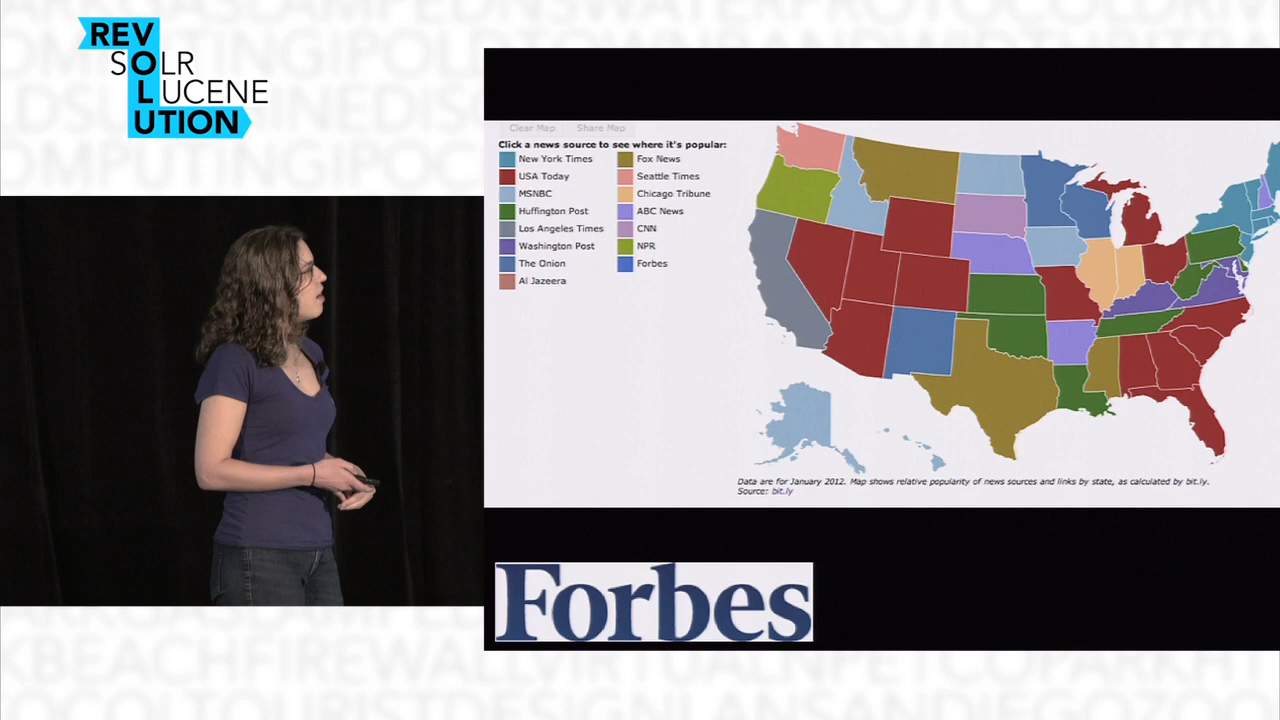 REV
SOLR
LUCENE
UTION
Clear Map Share Map
Click a news source to see where it's popular:
New York Times Fox News
USA Today Seattle Times
MSNBC Chicago Tribune
Huffington Post ABC News
Los Angeles Times CNN
Washington Post NPR
The Onion Forbes
Al Jazeera
Data are for January 2012. Map shows relative popularity of news sources and links by state, as calculated by bit.ly.
Source: bit.ly
Forbes